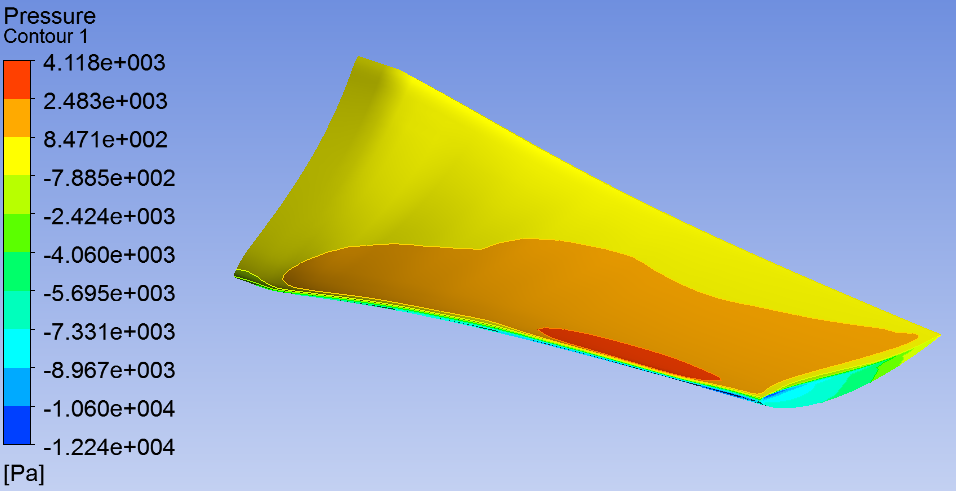 Pressure
Contour 1
4.118e+003
2.483e+003
8.471e+002
-7.885e+002
-2.424e+003
-4.060e+003
-5.695e+003
-7.331e+003
-8.967e+003
-1.060e+004
-1.224e+004
[Pa]